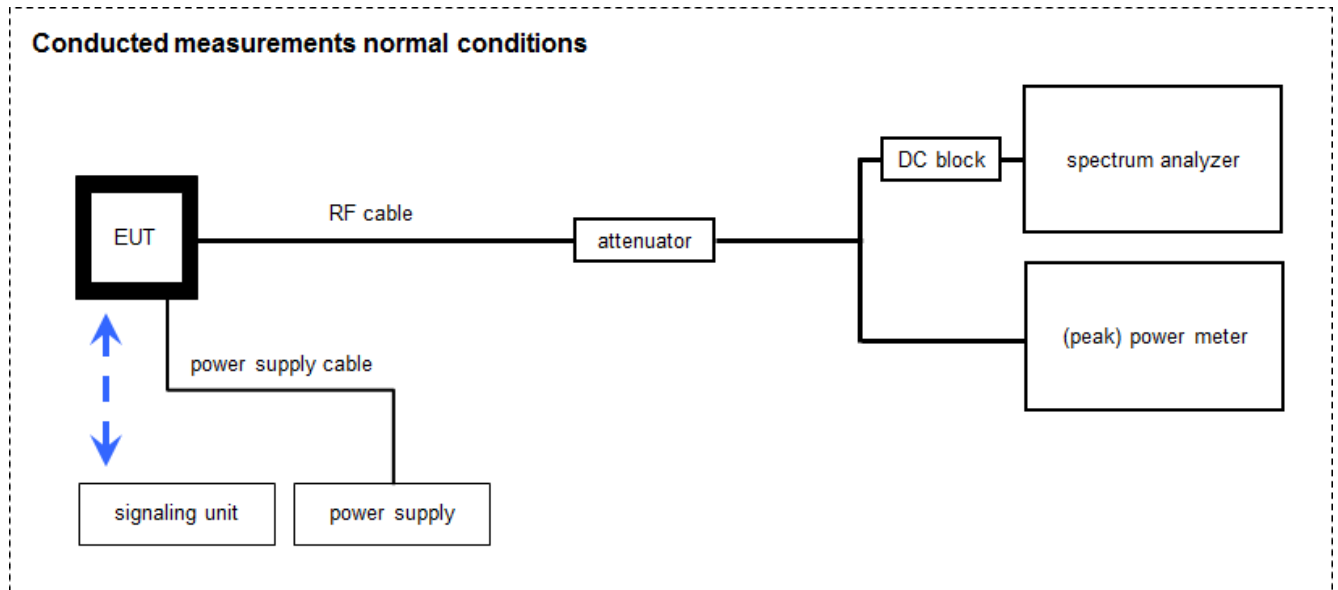 Conducted measurements normal conditions
DC block
spectrum analyzer
RF cable
EUT
attenuator
(peak) power meter
power supply cable
signaling unit
power supply